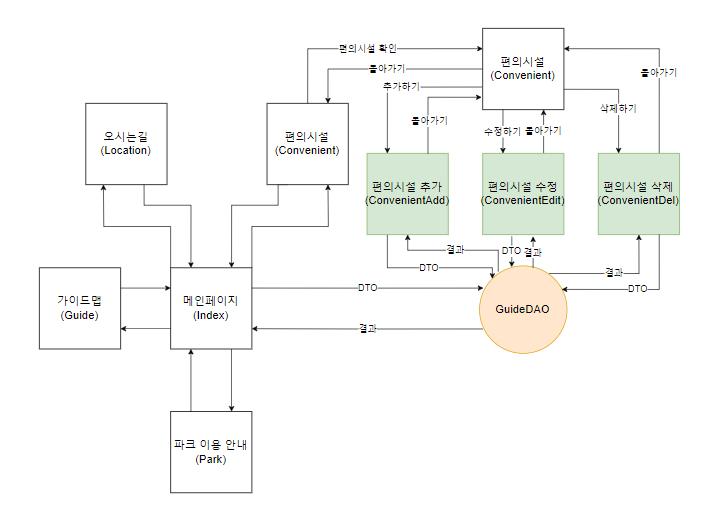 편의시설 확인
편의시설
(Convenient)
돌아가기
돌아가기
추가하기
오시는길
(Location)
편의시설
(Convenient)
돌아가기
삭제하기
수정하기
돌아가기
편의시설 추가
(ConvenientAdd)
편의시설 수정
(ConvenientEdit)
편의시설 삭제
(ConvenientDel)
결과
DTO
결과
DTO
결과
DTO
가이드맵
(Guide)
메인페이지
(Index)
DTO
GuideDAO
결과
파크 이용 안내
(Park)